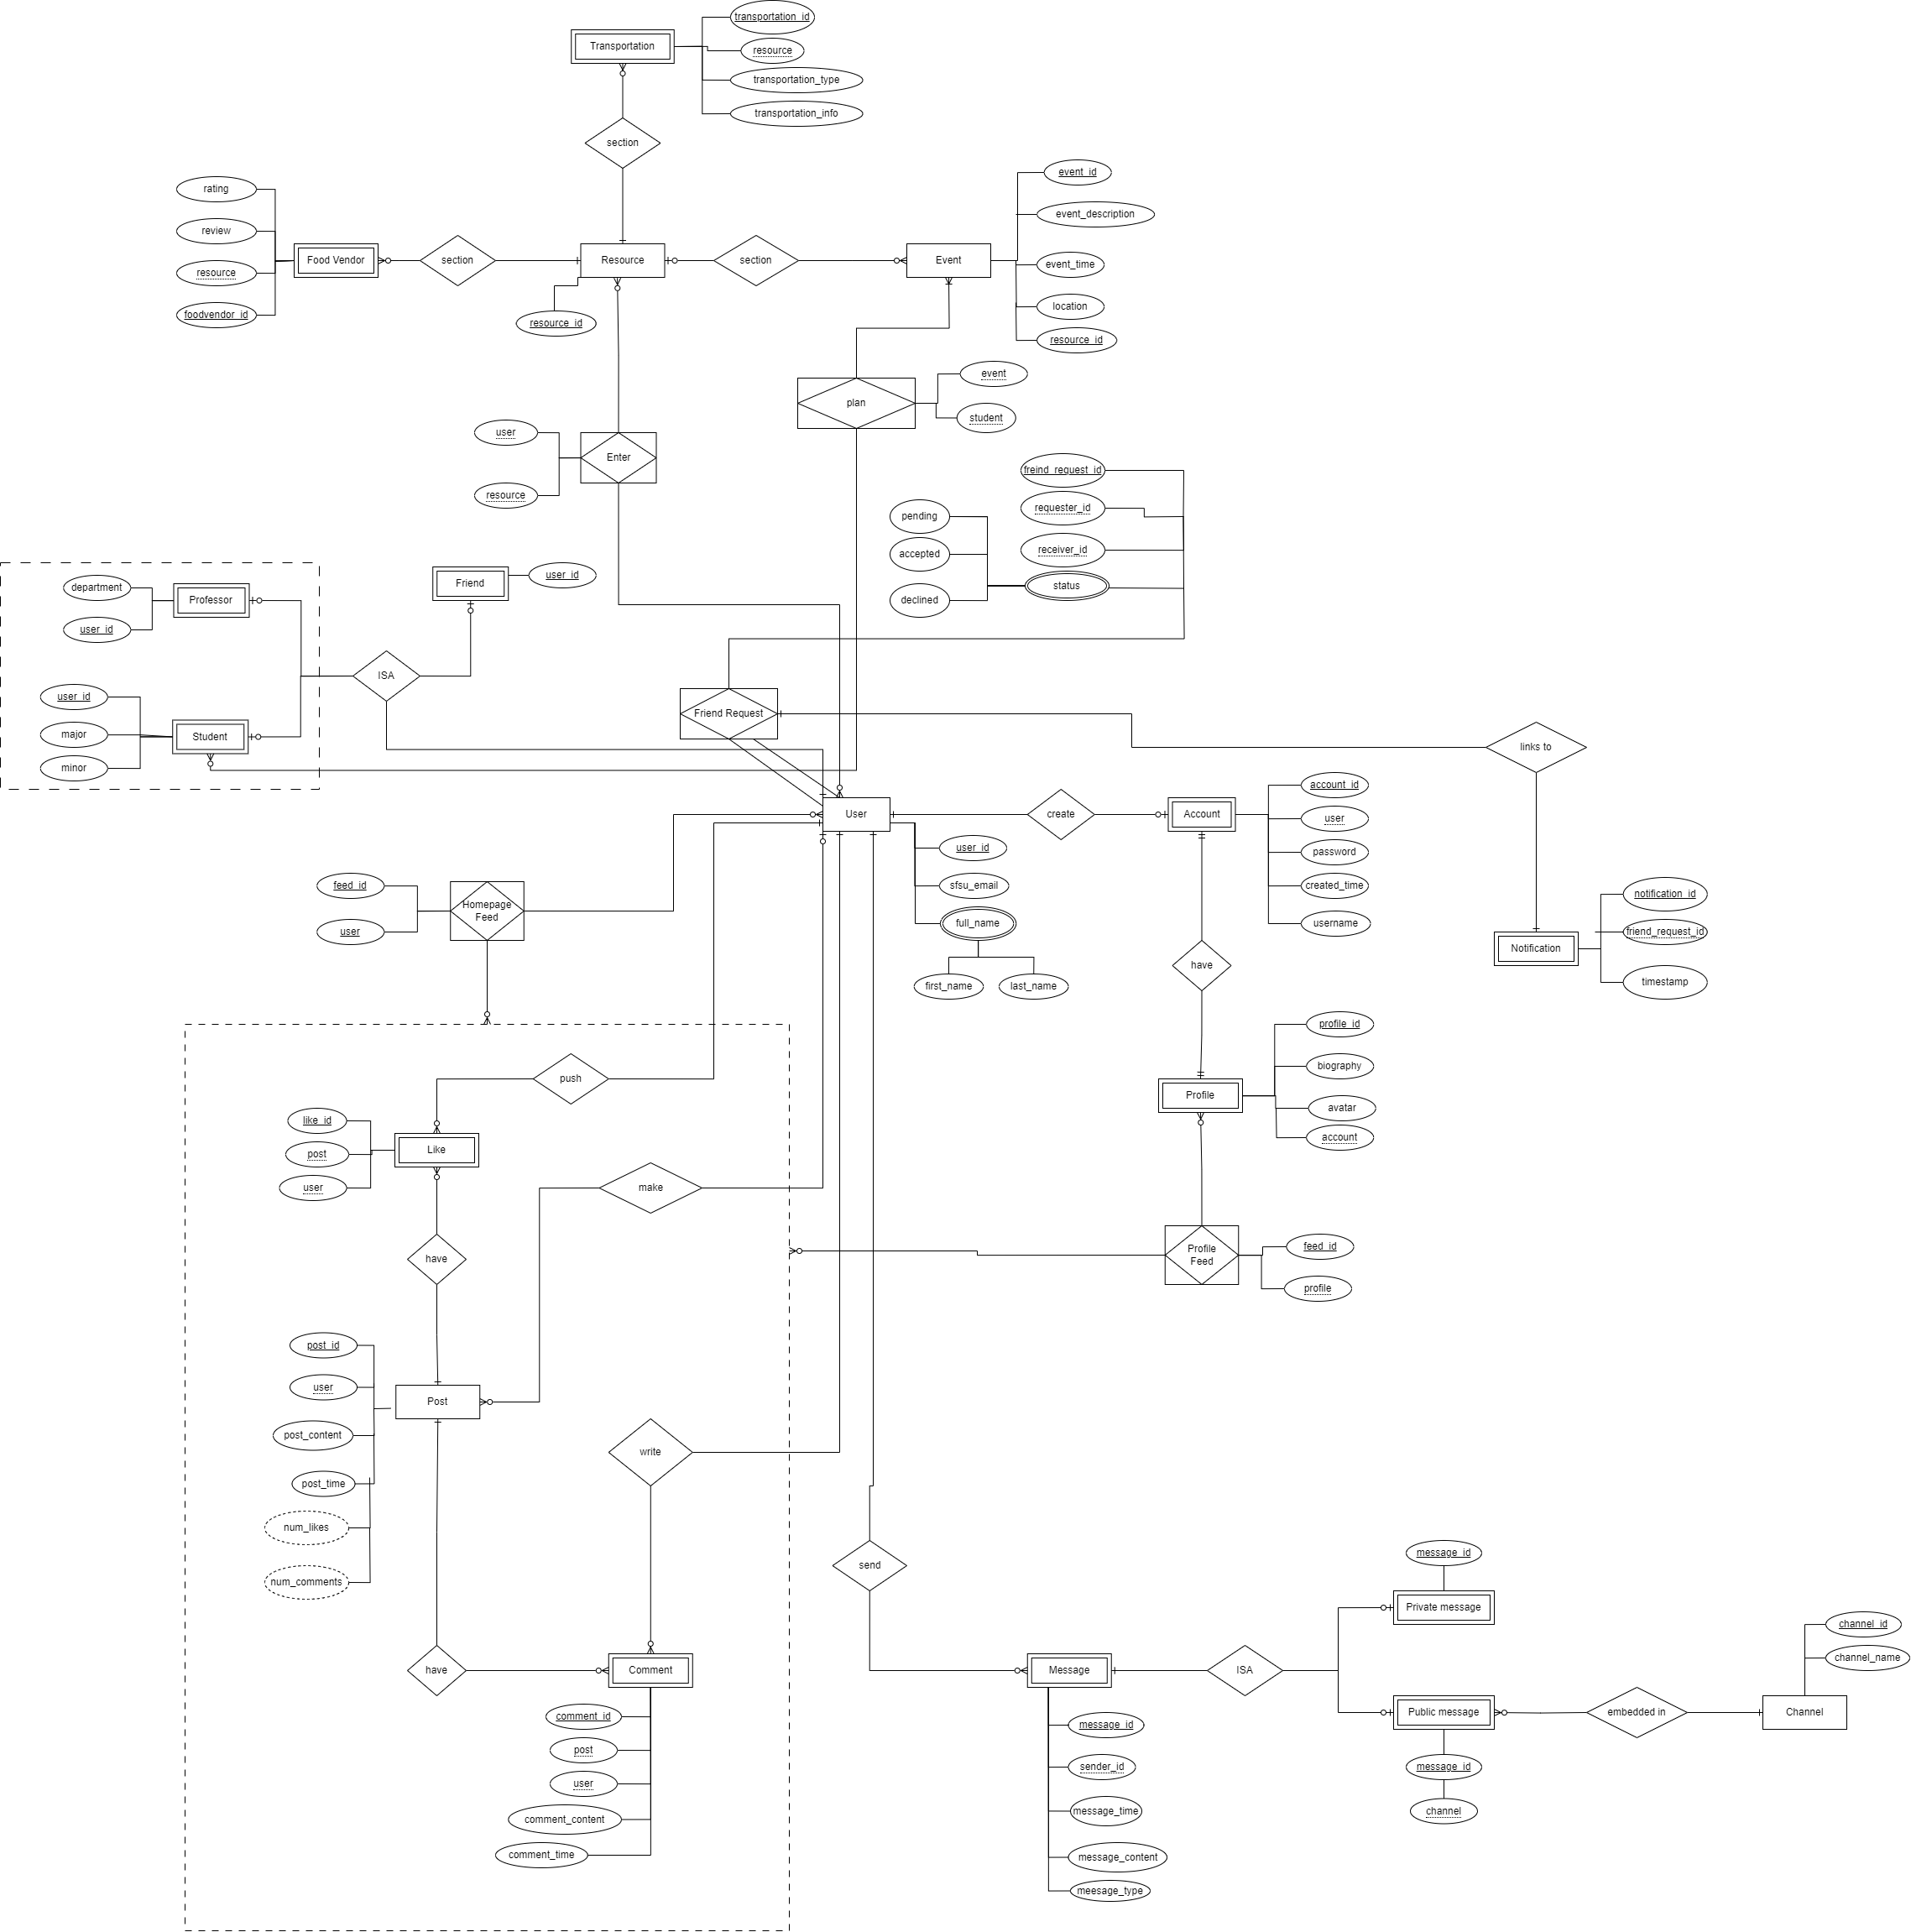 transportation_id
Transportation
resource
transportation_type
transportation_info
section
rating
review
resource
foodvendor_id
Food Vendor
section
Resource
resource_id
section
Event
event_id
event_description
event_time
location
resource_id
plan
event
student
user
Enter
resource
freind_request_id
requester_id
receiver_id
status
pending
accepted
declined
department
Professor
user_id
Friend
user_id
ISA
user_id
major
minor
Student
Friend Request
links to
User
create
Account
account_id
user
password
created_time
username
user_id
sfsu_email
full_name
first_name
last_name
feed_id
user
Homepage
Feed
have
notification_id
friend_request_id
timestamp
Notification
profile_id
biography
avatar
account
Profile
push
like_id
post
user
Like
make
have
Profile
Feed
feed_id
profile
post_id
user
post_content
post_time
num_likes
num_comments
Post
write
send
have
Comment
comment_id
post
user
comment_content
comment_time
Message
ISA
message_id
Private message
Public message
message_id
channel
embedded in
Channel
channel_id
channel_name
message_id
sender_id
message_time
message_content
meesage_type